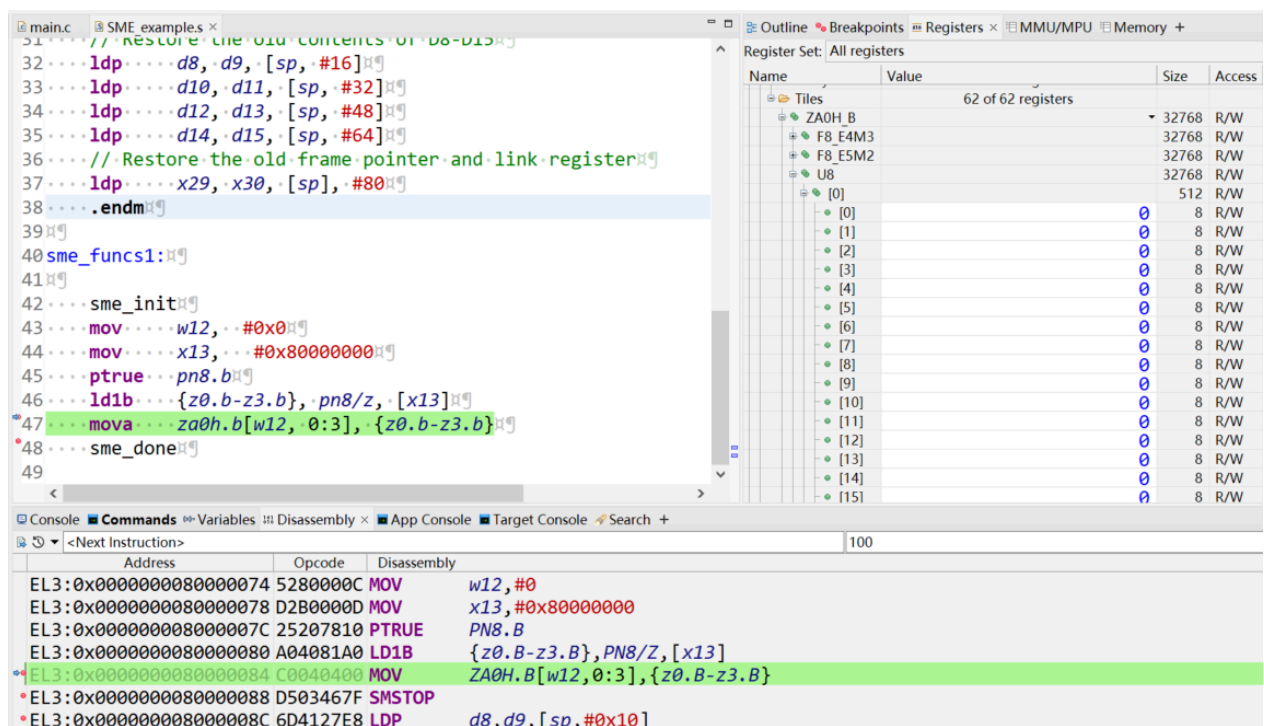 main.c SME_example.s ×
31 // Restore the old contents of D8-D15
32 ldp d8, d9, [sp, #16]
33 ldp d10, d11, [sp, #32]
34 ldp d12, d13, [sp, #48]
35 ldp d14, d15, [sp, #64]
36 // Restore the old frame pointer and link register
37 ldp x29, x30, [sp], #80
38 .endm
39
40 sme_funcs1:
41
42 sme_init
43 mov w12, #0x0
44 mov x13, #0x80000000
45 ptrue pn8.b
46 ld1b {z0.b-z3.b}, pn8/z, [x13]
47 mova za0h.b[w12, 0:3], {z0.b-z3.b}
48 sme_done
49
Outline Breakpoints Registers × MMU/MPU Memory +
Register Set: All registers
Name Value Size Access
Tiles 62 of 62 registers
ZA0H_B 32768 R/W
F8_E4M3 32768 R/W
F8_E5M2 32768 R/W
U8 32768 R/W
[0] 512 R/W
[0] 0 8 R/W
[1] 0 8 R/W
[2] 0 8 R/W
[3] 0 8 R/W
[4] 0 8 R/W
[5] 0 8 R/W
[6] 0 8 R/W
[7] 0 8 R/W
[8] 0 8 R/W
[9] 0 8 R/W
[10] 0 8 R/W
[11] 0 8 R/W
[12] 0 8 R/W
[13] 0 8 R/W
[14] 0 8 R/W
[15] 0 8 R/W
Console Commands Variables Disassembly × App Console Target Console Search +
<Next Instruction> 100
Address Opcode Disassembly
EL3:0x0000000080000074 5280000C MOV w12,#0
EL3:0x0000000080000078 D2B0000D MOV x13,#0x80000000
EL3:0x000000008000007C 25207810 PTRUE PN8.B
EL3:0x0000000080000080 A04081A0 LD1B {z0.B-z3.B},PN8/Z,[x13]
EL3:0x0000000080000084 C0040400 MOV ZA0H.B[w12,0:3],{z0.B-z3.B}
EL3:0x0000000080000088 D503467F SMSTOP
EL3:0x000000008000008C 6D4127E8 LDP d8,d9,[sp,#0x10]